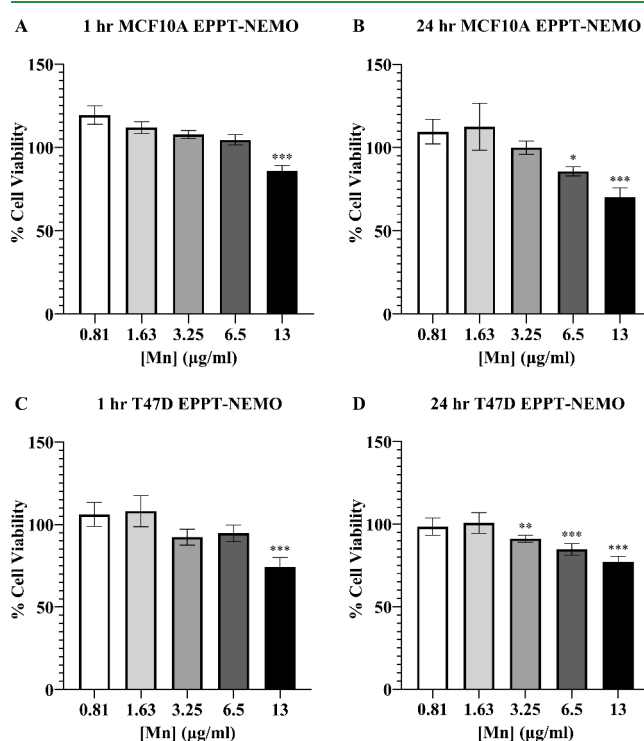 A 1 hr MCF10A EPPT-NEMO
% Cell Viability
150
100
50
0
***
0.81 1.63 3.25 6.5 13
[Mn] (μg/ml)
B 24 hr MCF10A EPPT-NEMO
% Cell Viability
150
100
50
0
*
***
0.81 1.63 3.25 6.5 13
[Mn] (μg/ml)
C 1 hr T47D EPPT-NEMO
% Cell Viability
150
100
50
0
***
0.81 1.63 3.25 6.5 13
[Mn] (μg/ml)
D 24 hr T47D EPPT-NEMO
% Cell Viability
150
100
50
0
**
***
***
0.81 1.63 3.25 6.5 13
[Mn] (μg/ml)